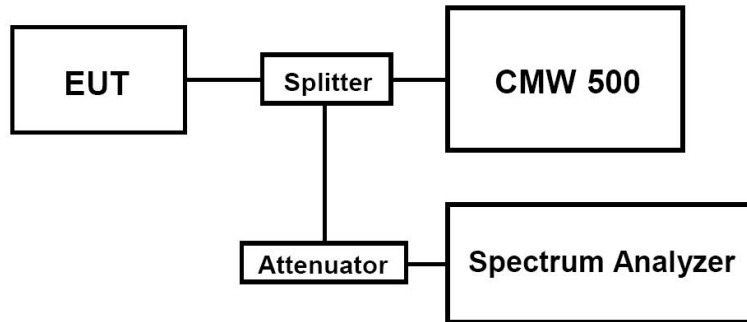 EUT
Splitter
CMW 500
Attenuator
Spectrum Analyzer